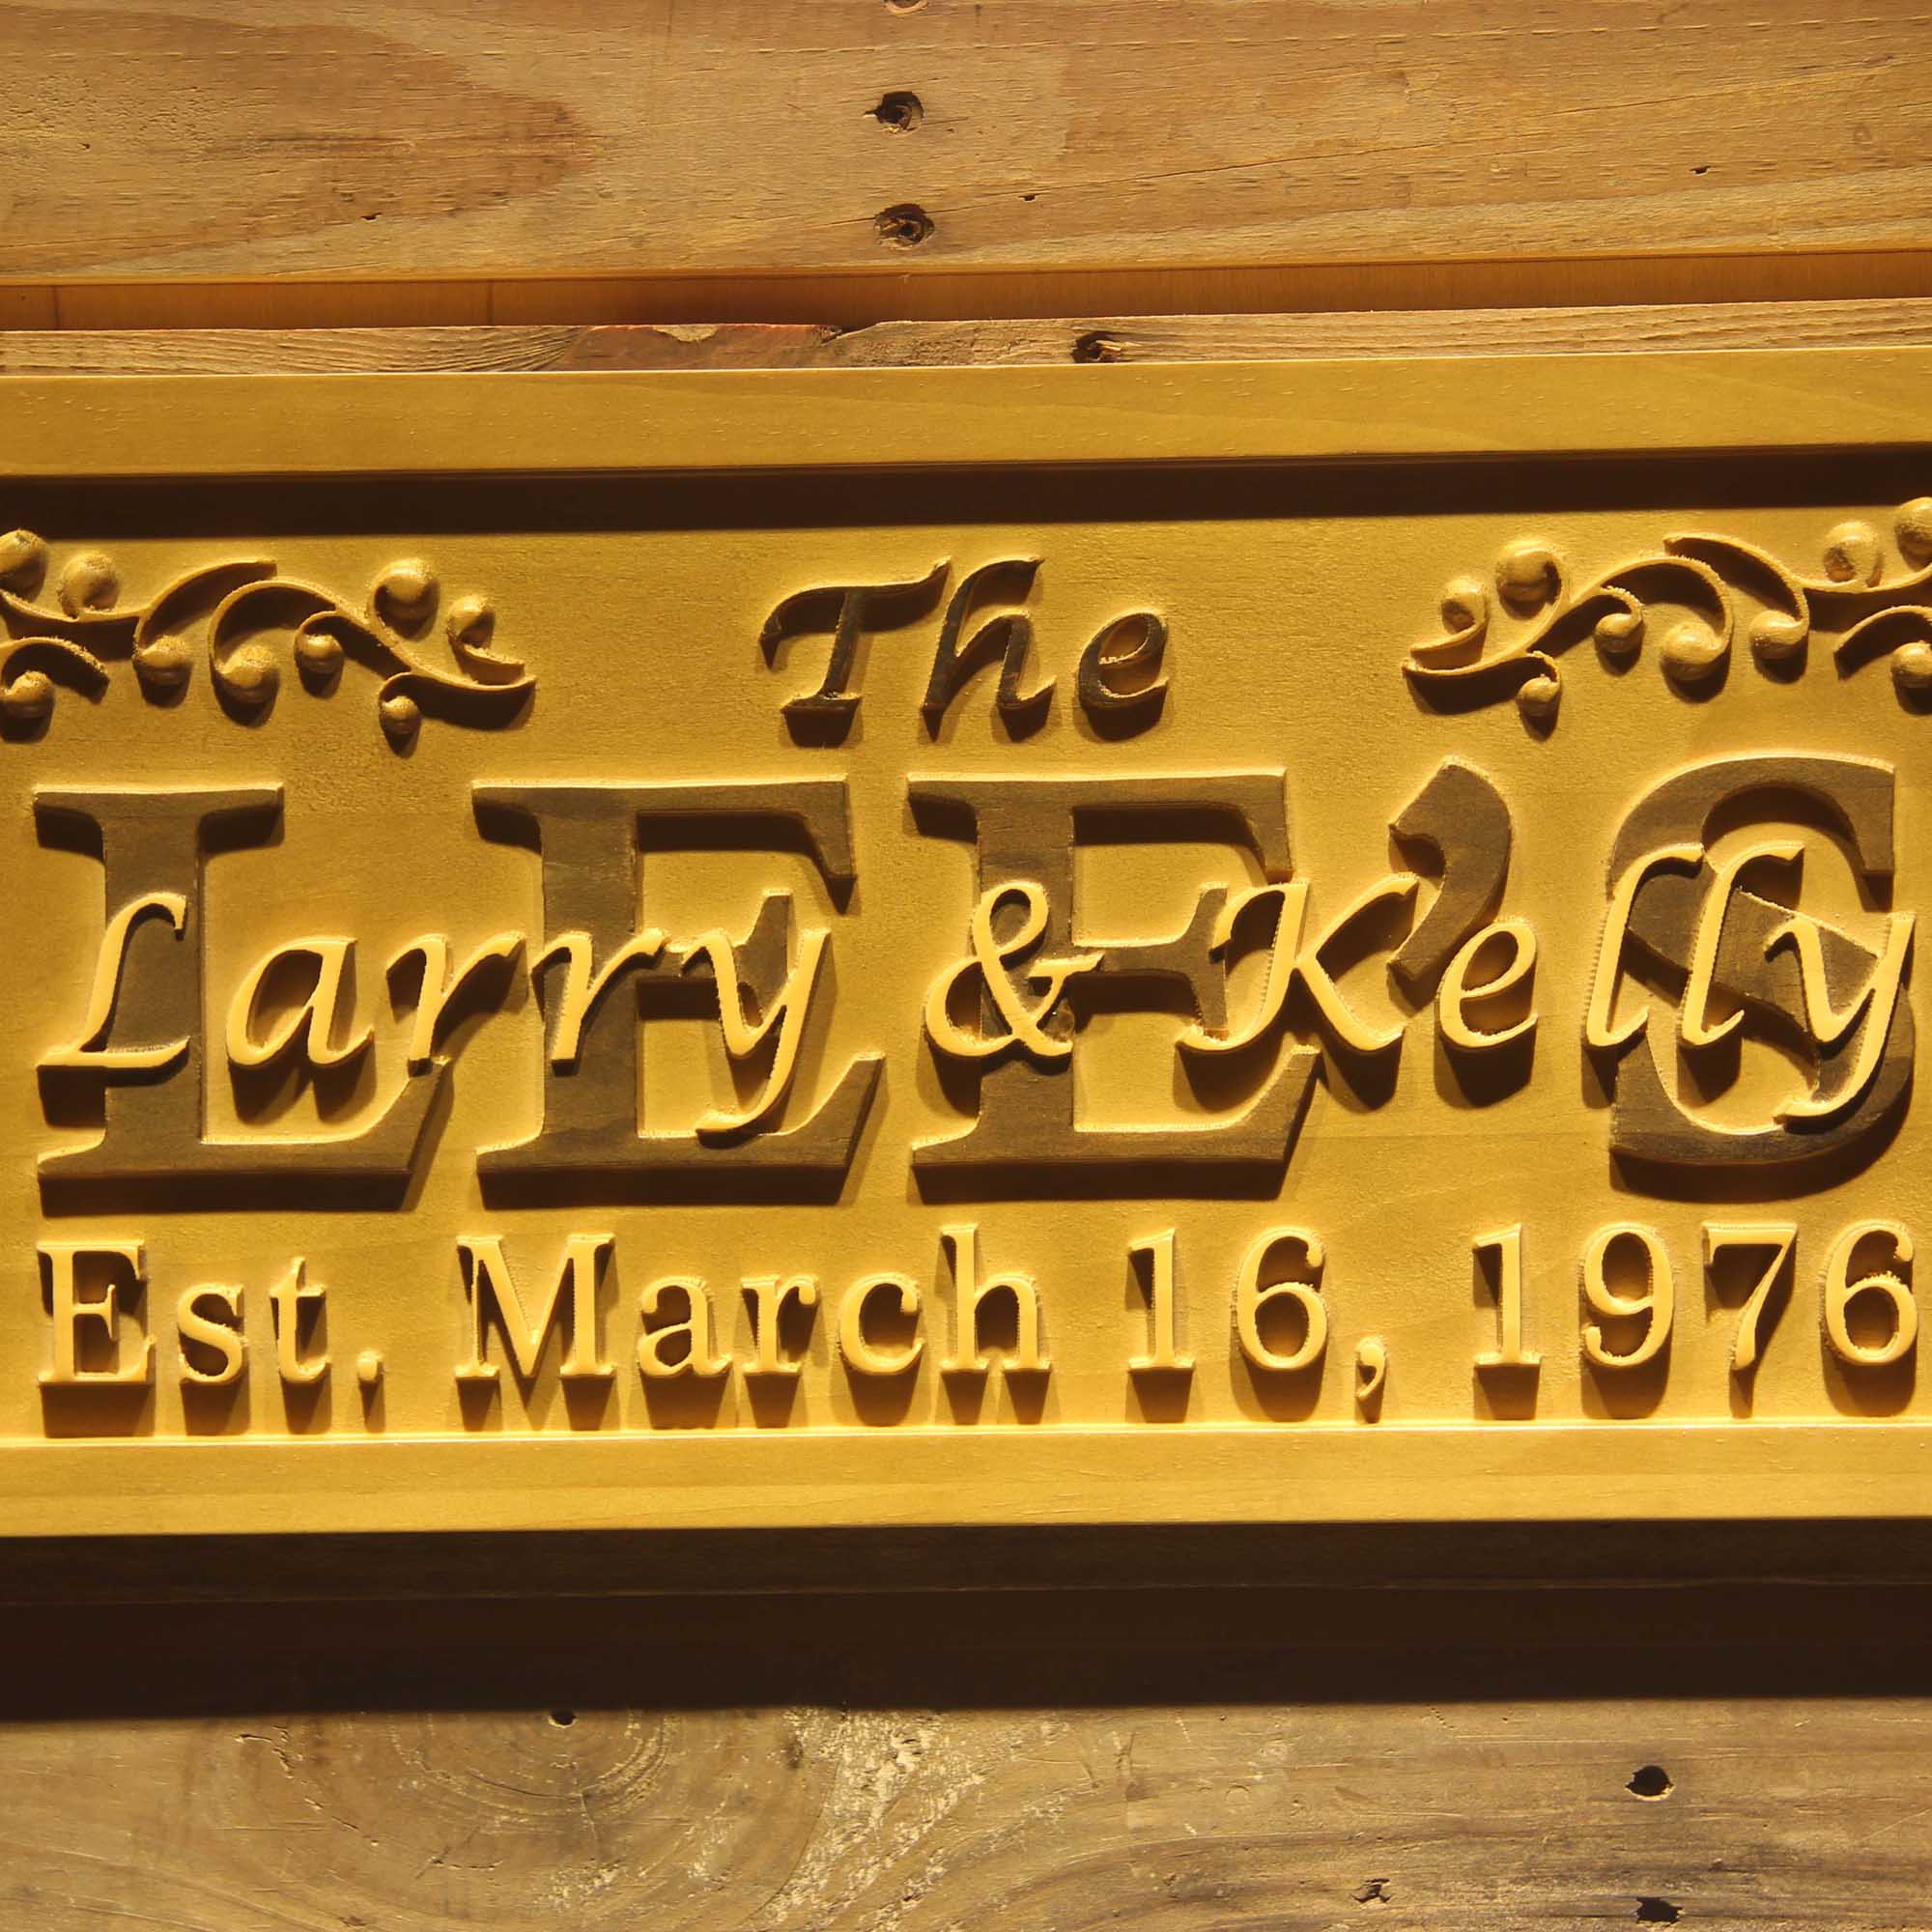 The
LEE'S
Larry & Kelly
Est. March 16, 1976